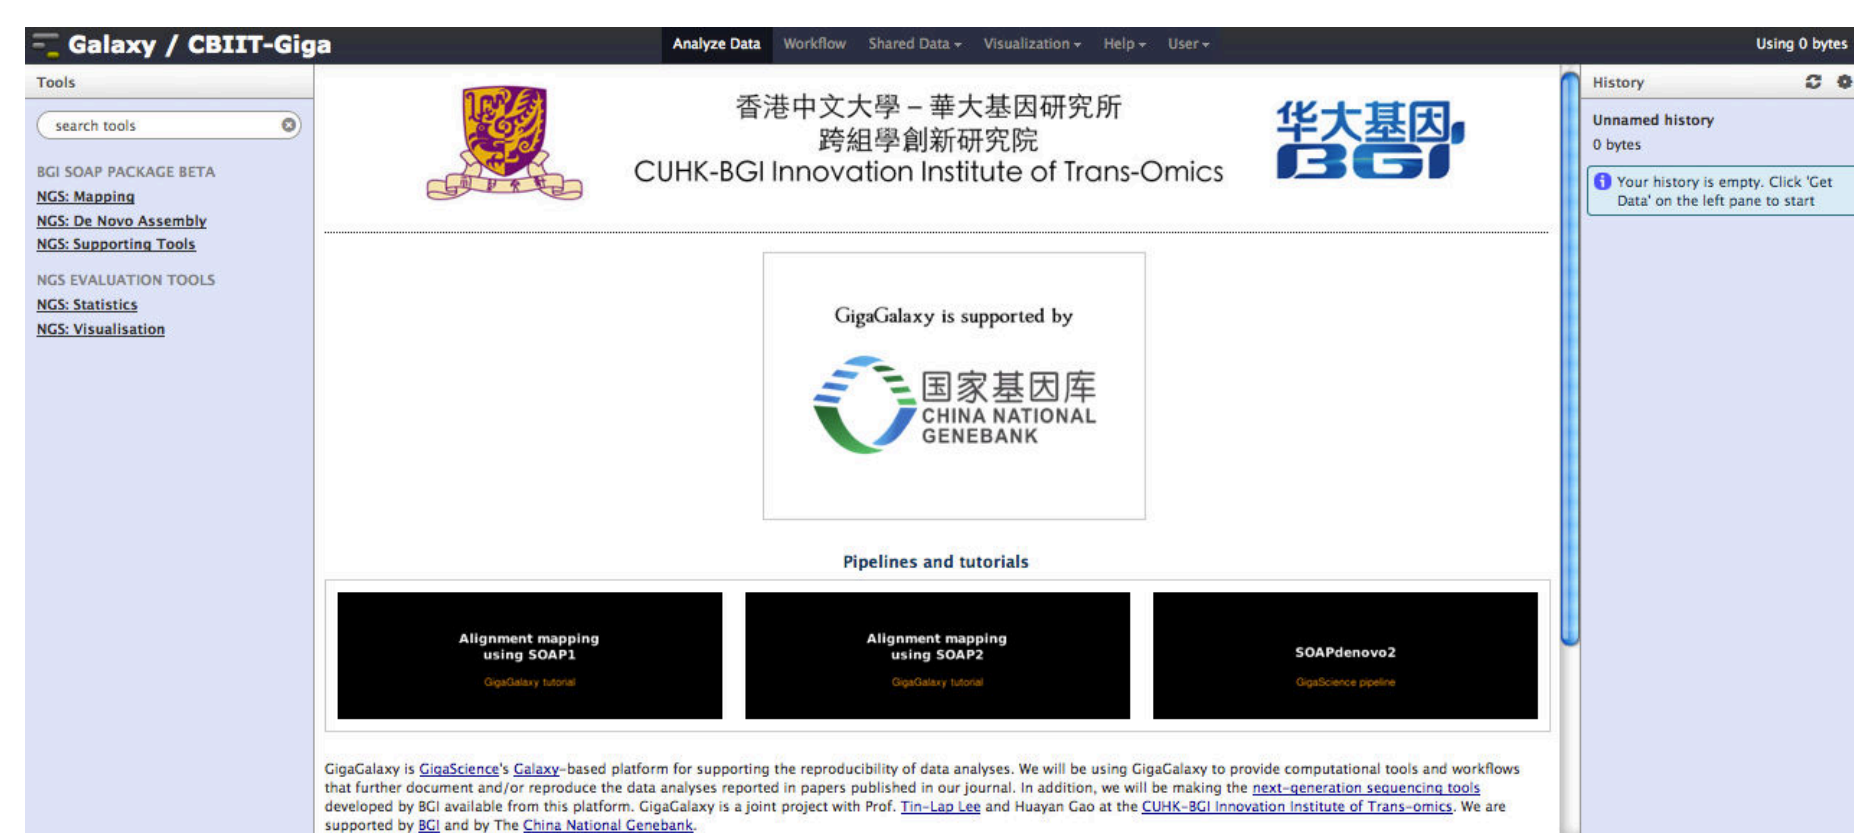 Galaxy / CBIIT-Giga
Analyze Data Workflow Shared Data Visualization Help User
Using 0 bytes
Tools
search tools
BGI SOAP PACKAGE BETA
NGS: Mapping
NGS: De Novo Assembly
NGS: Supporting Tools
NGS EVALUATION TOOLS
NGS: Statistics
NGS: Visualisation
香港中文大學 – 華大基因研究所
跨組學創新研究院
CUHK-BGI Innovation Institute of Trans-Omics
华大基因
BGI
GigaGalaxy is supported by
国家基因库
CHINA NATIONAL
GENEBANK
Pipelines and tutorials
Alignment mapping
using SOAP1
GigaGalaxy tutorial
Alignment mapping
using SOAP2
GigaGalaxy tutorial
SOAPdenovo2
GigaScience pipeline
GigaGalaxy is GigaScience's Galaxy-based platform for supporting the reproducibility of data analyses. We will be using GigaGalaxy to provide computational tools and workflows
that further document and/or reproduce the data analyses reported in papers published in our journal. In addition, we will be making the next-generation sequencing tools
developed by BGI available from this platform. GigaGalaxy is a joint project with Prof. Tin-Lap Lee and Huayan Gao at the CUHK-BGI Innovation Institute of Trans-omics. We are
supported by BGI and by The China National Genebank.
History
Unnamed history
0 bytes
Your history is empty. Click 'Get
Data' on the left pane to start